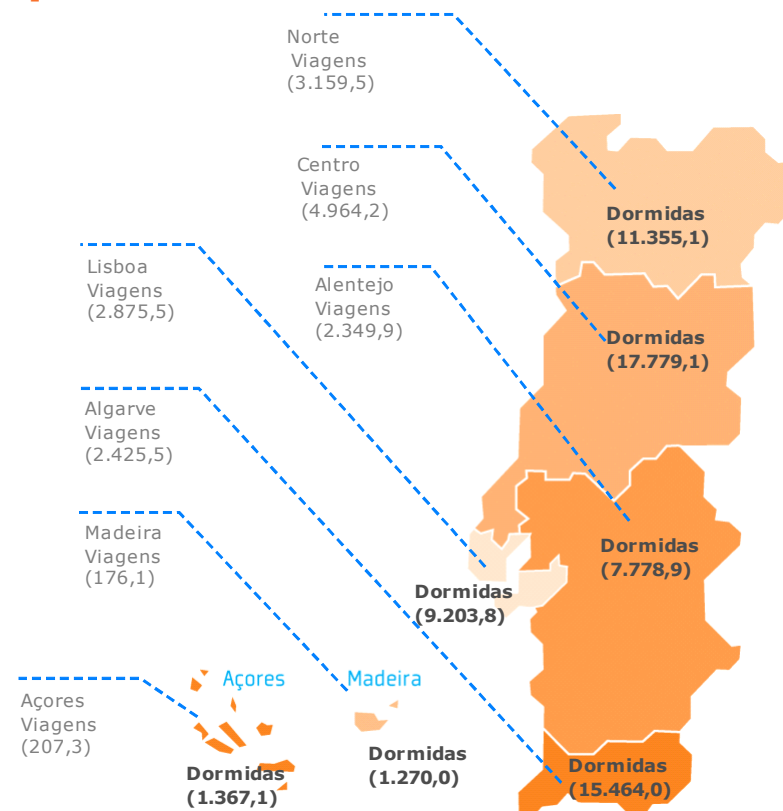 Norte
Viagens
(3.159,5)
Centro
Viagens
(4.964,2)
Dormidas
(11.355,1)
Lisboa
Viagens
(2.875,5)
Alentejo
Viagens
(2.349,9)
Dormidas
(17.779,1)
Algarve
Viagens
(2.425,5)
Madeira
Viagens
(176,1)
Dormidas
(7.778,9)
Dormidas
(9.203,8)
Açores
Madeira
Açores
Viagens
(207,3)
Dormidas
(1.367,1)
Dormidas
(1.270,0)
Dormidas
(15.464,0)